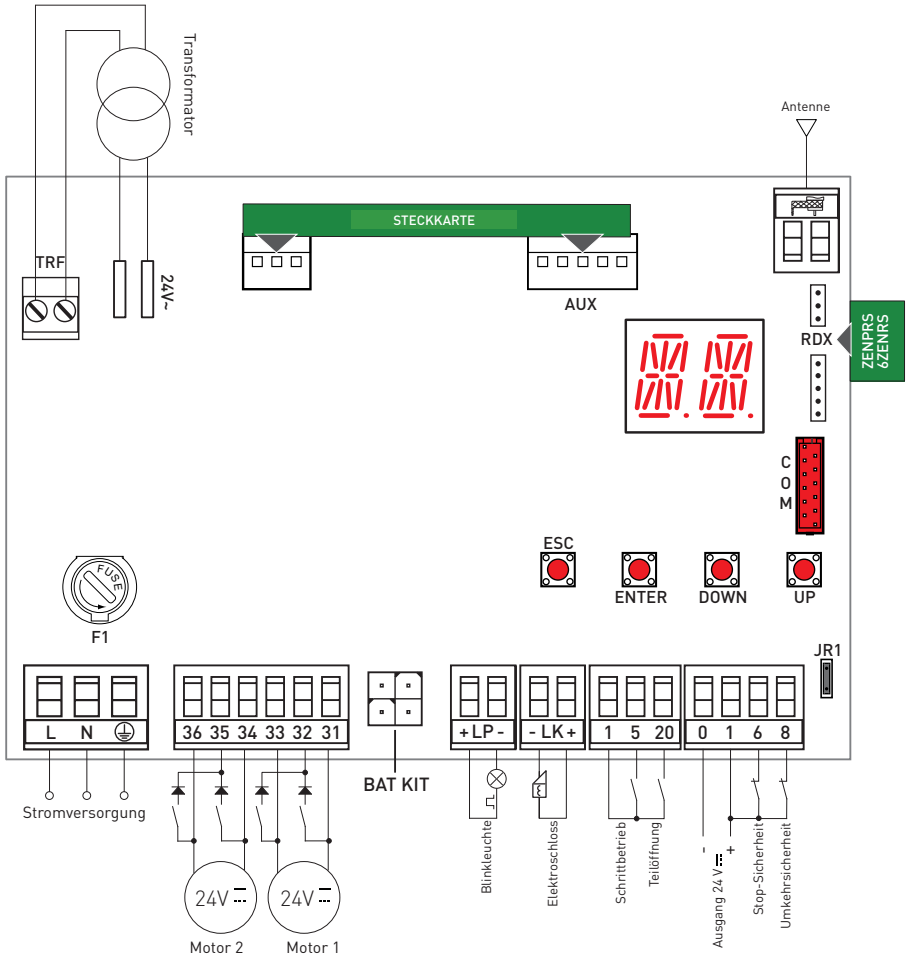 Transformator
Antenne
STECKKARTE
TRF
24V~
AUX
RDX
ZENPRS
6ZENRS
COM
ESC
ENTER
DOWN
UP
FUSE
F1
JR1
L N
36 35 34 33 32 31
BAT KIT
+ LP -
- LK +
1 5 20
0 1 6 8
Stromversorgung
24V
24V
Motor 2
Motor 1
Blinkleuchte
Elektroschloss
Schrittbetrieb
Teilöffnung
- +
Ausgang 24 V
Stop-Sicherheit
Umkehrsicherheit